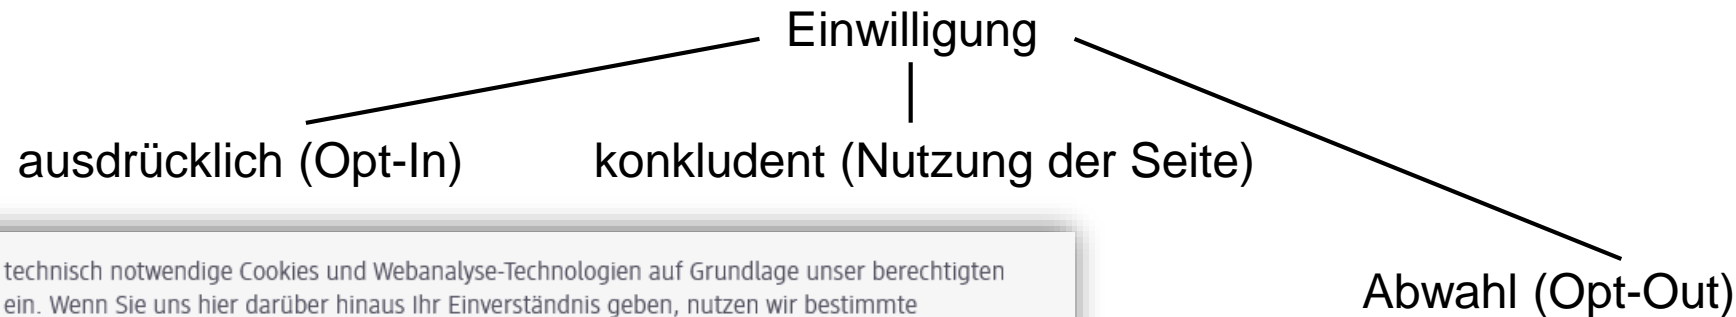 Einwilligung
ausdrücklich (Opt-In)
konkludent (Nutzung der Seite)
Abwahl (Opt-Out)
technisch notwendige Cookies und Webanalyse-Technologien auf Grundlage unser berechtigten
ein. Wenn Sie uns hier darüber hinaus Ihr Einverständnis geben, nutzen wir bestimmte